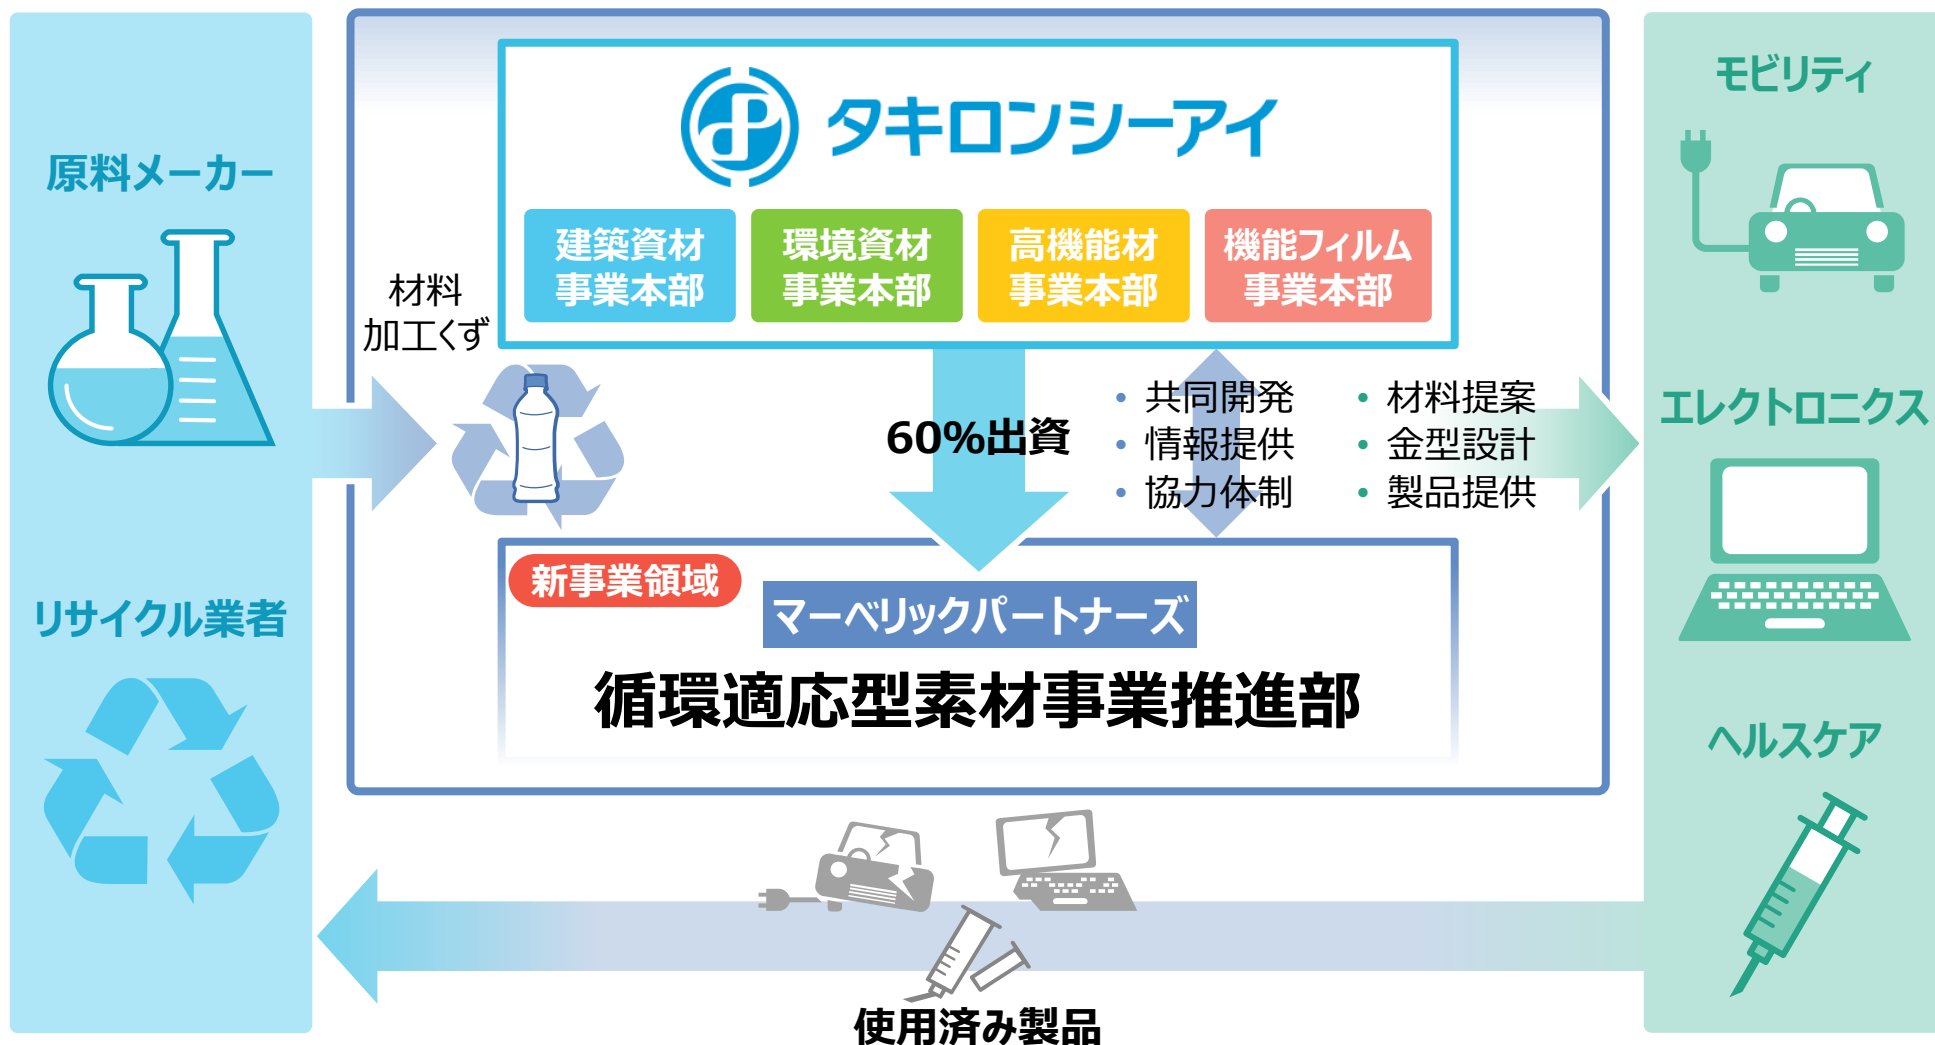 原料メーカー
リサイクル業者
材料
加工くず
タキロンシーアイ
建築資材
事業本部
環境資材
事業本部
高機能材
事業本部
機能フィルム
事業本部
60%出資
• 共同開発
• 情報提供
• 協力体制
• 材料提案
• 金型設計
• 製品提供
新事業領域
マーベリックパートナーズ
循環適応型素材事業推進部
モビリティ
エレクトロニクス
ヘルスケア
使用済み製品